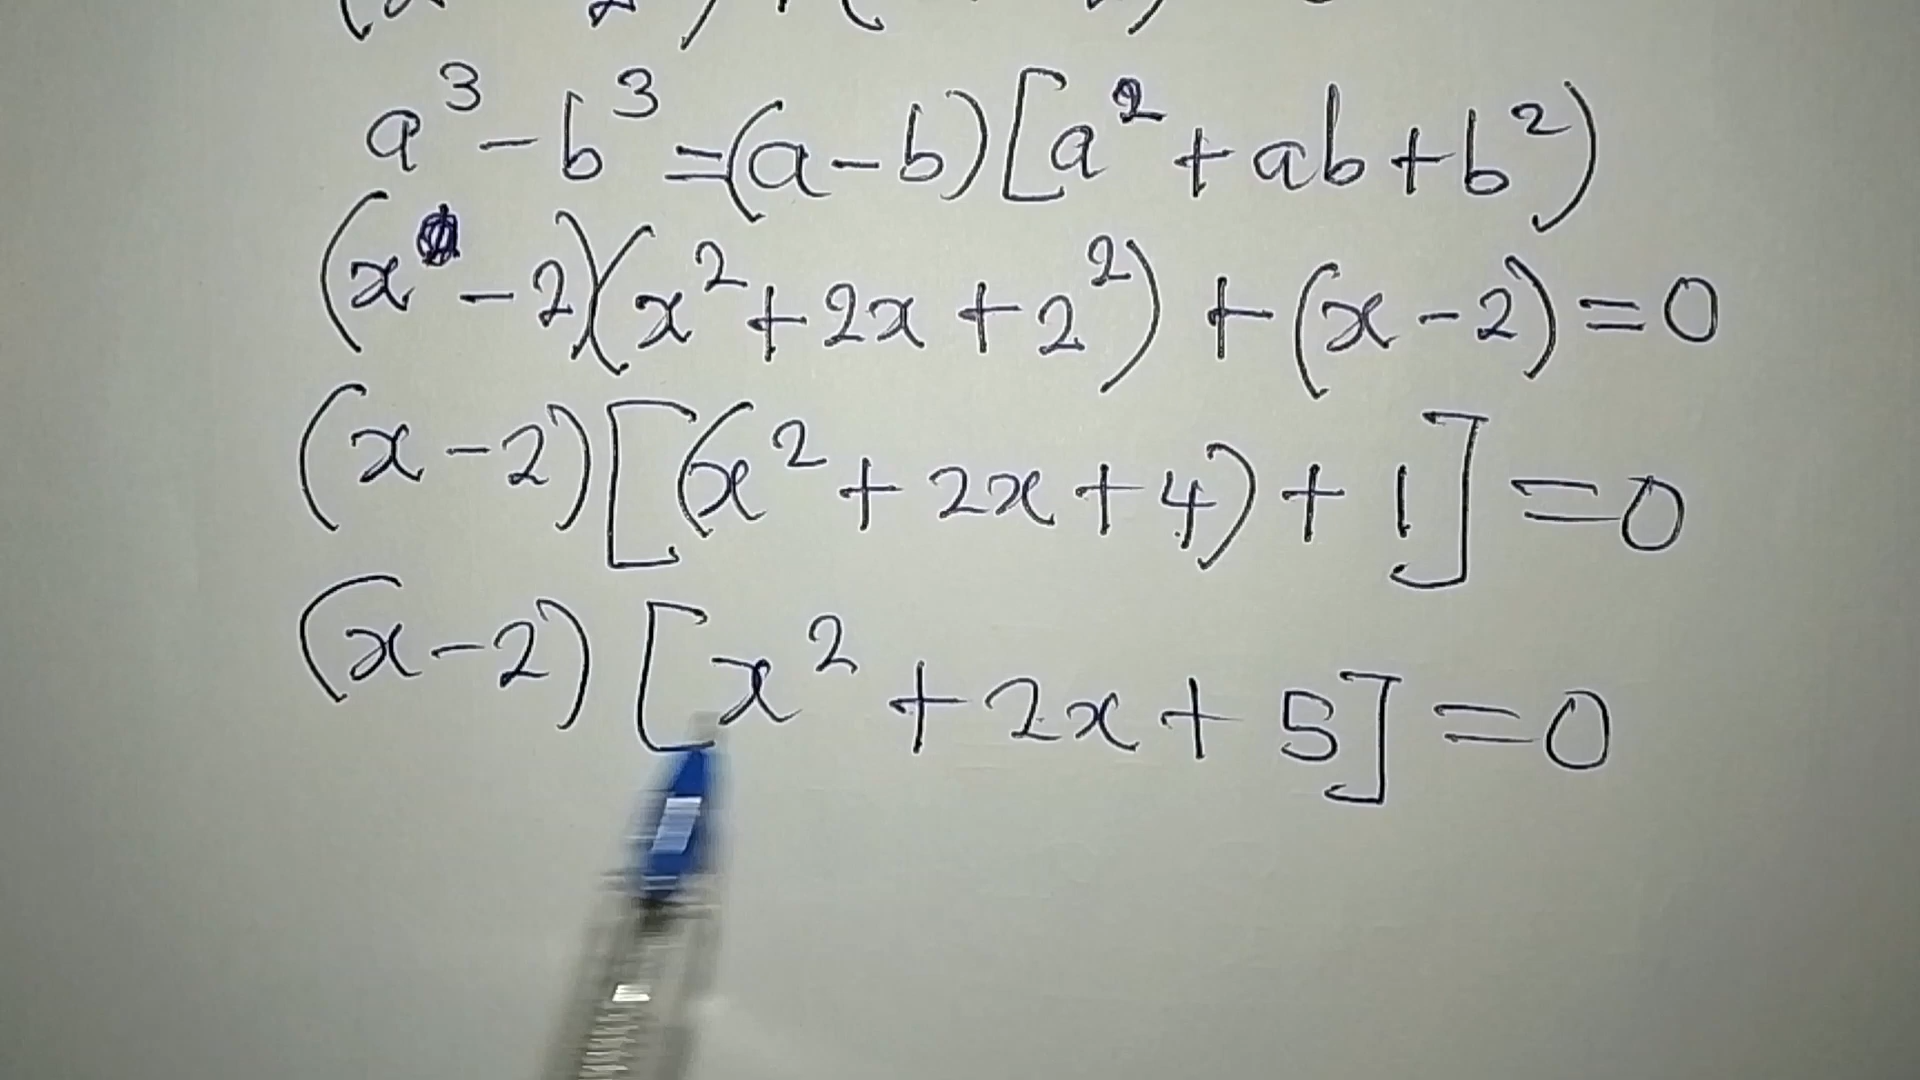 a³ - b³ = (a - b)[a² + ab + b²)
(x - 2)(x² + 2x + 2²) + (x - 2) = 0
(x - 2)[(x² + 2x + 4) + 1] = 0
(x - 2)[x² + 2x + 5] = 0